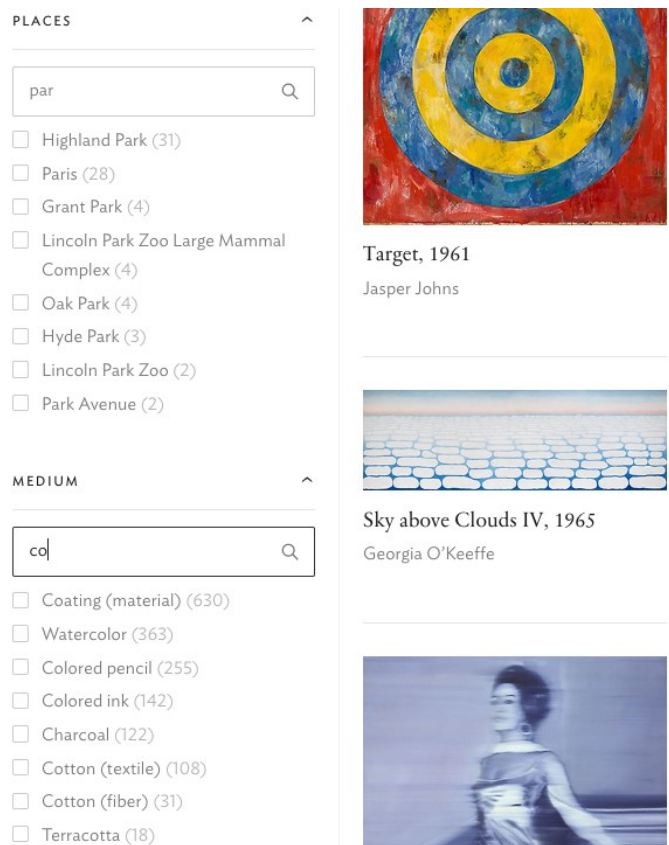 PLACES
par
Highland Park (31)
Paris (28)
Grant Park (4)
Lincoln Park Zoo Large Mammal
Complex (4)
Oak Park (4)
Hyde Park (3)
Lincoln Park Zoo (2)
Park Avenue (2)
MEDIUM
co
Coating (material) (630)
Watercolor (363)
Colored pencil (255)
Colored ink (142)
Charcoal (122)
Cotton (textile) (108)
Cotton (fiber) (31)
Terracotta (18)
Target, 1961
Jasper Johns
Sky above Clouds IV, 1965
Georgia O’Keeffe